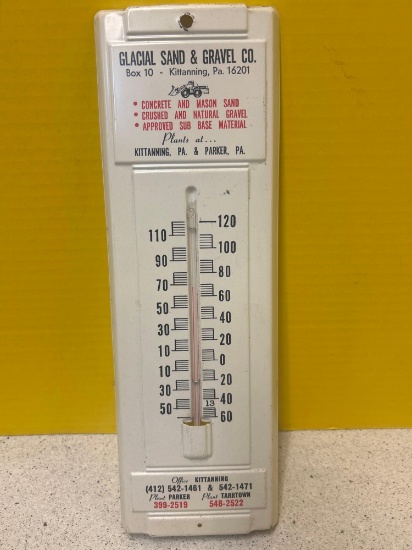 GLACIAL SAND & GRAVEL CO.
Box 10 - Kittanning, Pa. 16201
• CONCRETE AND MASON SAND
• CRUSHED AND NATURAL GRAVEL
• APPROVED SUB BASE MATERIAL
Plants at...
KITTANNING, PA. & PARKER, PA.
120
110
100
90
80
70
60
50
40
30
20
10
0
10
20
30
40
13
50
60
Office KITTANNING
(412) 542-1461 & 542-1471
Plant PARKER Plant TARRTOWN
399-2519 548-2522